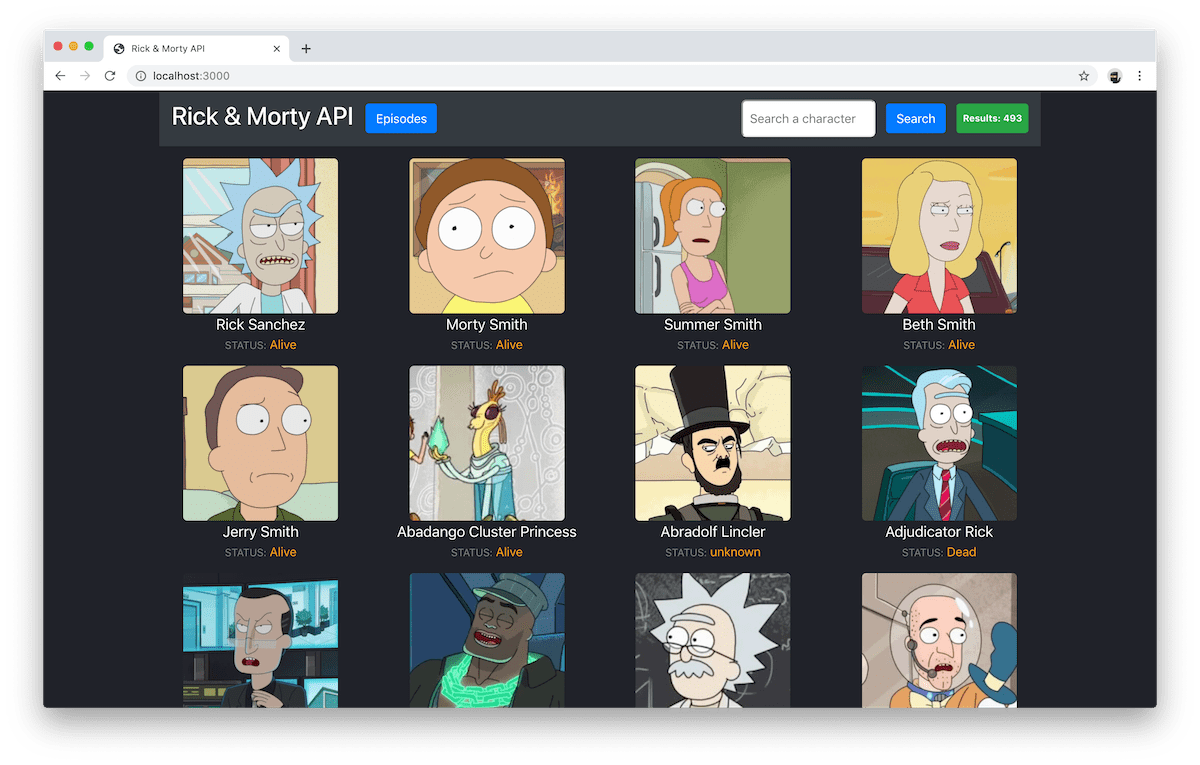 Rick & Morty API
localhost:3000
Rick & Morty API
Episodes
Search a character
Search
Results: 493
Rick Sanchez
STATUS: Alive
Morty Smith
STATUS: Alive
Summer Smith
STATUS: Alive
Beth Smith
STATUS: Alive
Jerry Smith
STATUS: Alive
Abadango Cluster Princess
STATUS: Alive
Abradolf Lincler
STATUS: unknown
Adjudicator Rick
STATUS: Dead